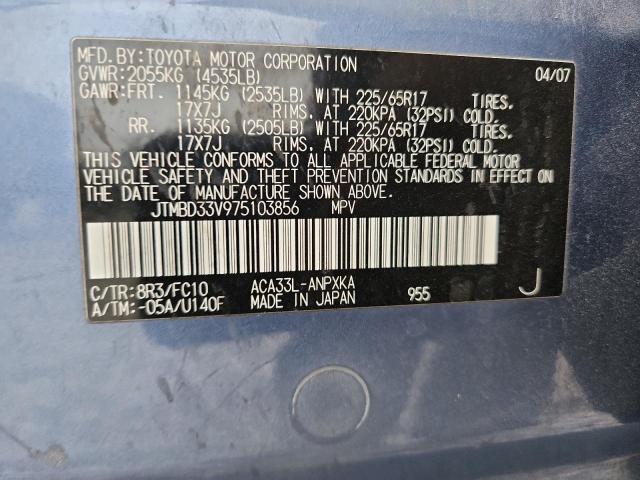 MFD.BY:TOYOTA MOTOR CORPORATION 04/07
GVWR:2055KG (4535LB)
GAWR:FRT. 1145KG (2535LB) WITH 225/65R17 TIRES.
17X7J RIMS, AT 220KPA (32PSI) COLD.
RR. 1135KG (2505LB) WITH 225/65R17 TIRES.
17X7J RIMS, AT 220KPA (32PSI) COLD.
THIS VEHICLE CONFORMS TO ALL APPLICABLE FEDERAL MOTOR
VEHICLE SAFETY AND THEFT PREVENTION STANDARDS IN EFFECT ON
THE DATE OF MANUFACTURE SHOWN ABOVE.
JTMBD33V975103856 MPV
C/TR:8R3/FC10 ACA33L-ANPXKA
A/TM:-05A/U140F MADE IN JAPAN 955 J